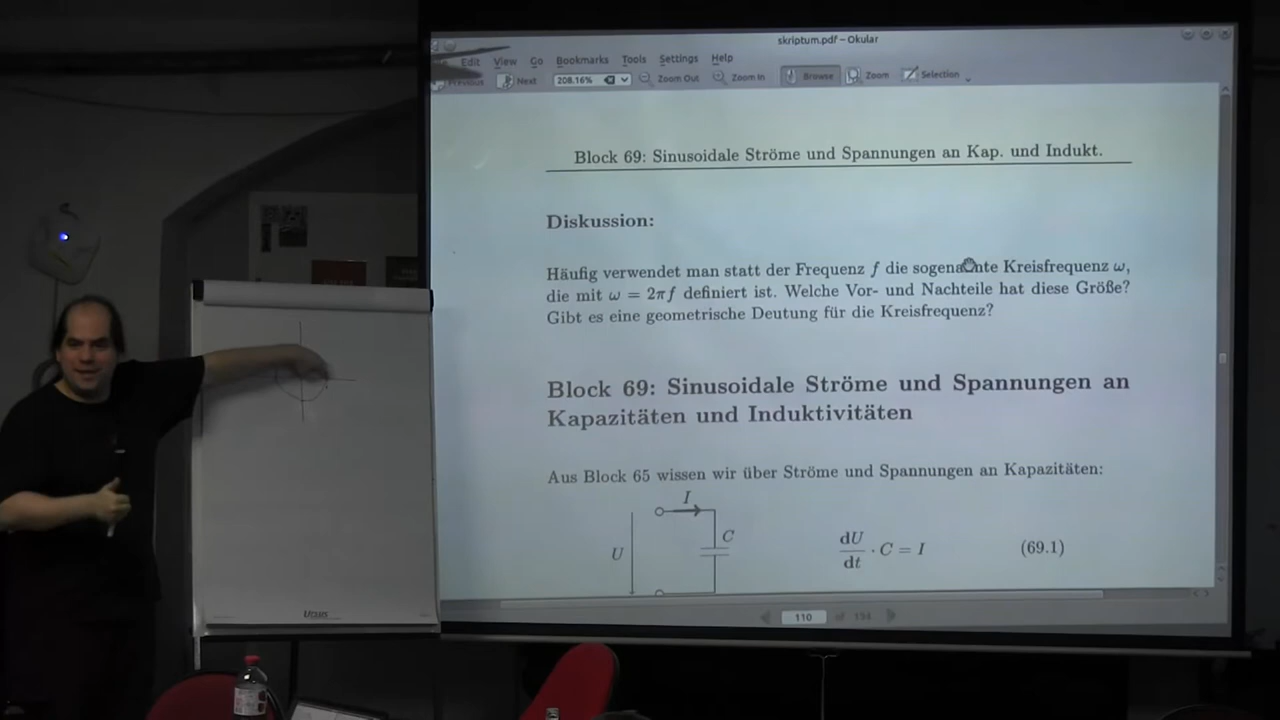 skriptum.pdf – Okular
Edit View Go Bookmarks Tools Settings Help
Previous Next 208.16% Zoom Out Zoom In Browse Zoom Selection
Block 69: Sinusoidale Ströme und Spannungen an Kap. und Indukt.
Diskussion:
Häufig verwendet man statt der Frequenz f die sogenannte Kreisfrequenz ω,
die mit ω = 2πf definiert ist. Welche Vor- und Nachteile hat diese Größe?
Gibt es eine geometrische Deutung für die Kreisfrequenz?
Block 69: Sinusoidale Ströme und Spannungen an
Kapazitäten und Induktivitäten
Aus Block 65 wissen wir über Ströme und Spannungen an Kapazitäten:
I
U
C
dU/dt · C = I (69.1)
110 of 194